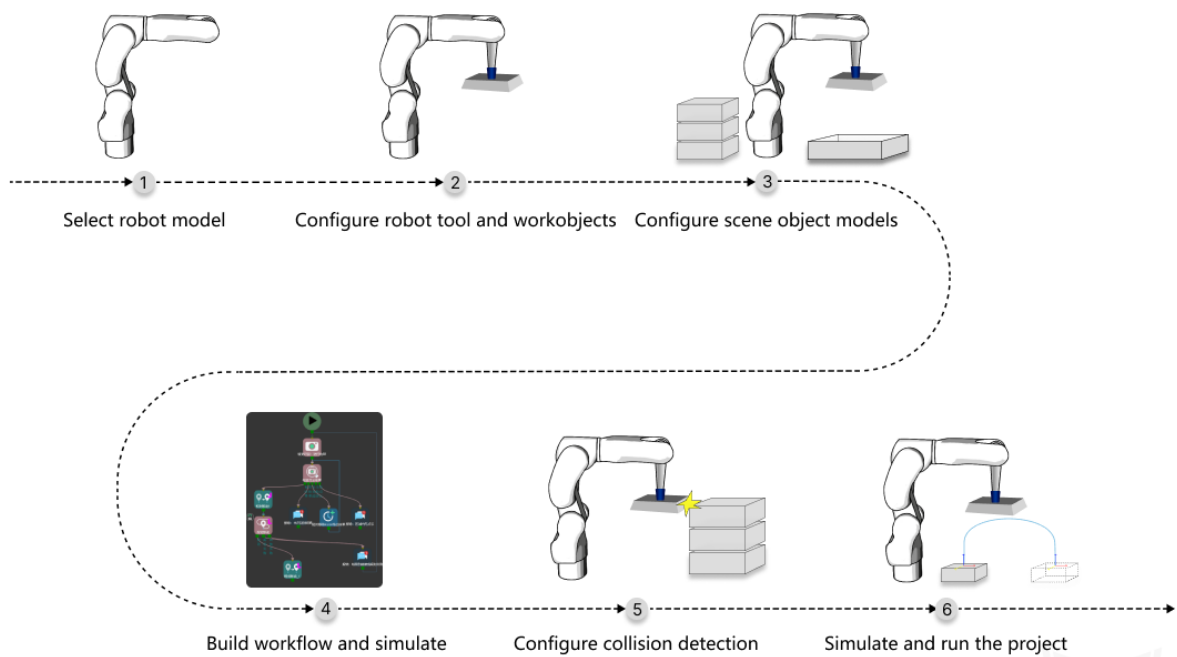 1
2
3
Select robot model
Configure robot tool and workobjects
Configure scene object models
4
5
6
Build workflow and simulate
Configure collision detection
Simulate and run the project